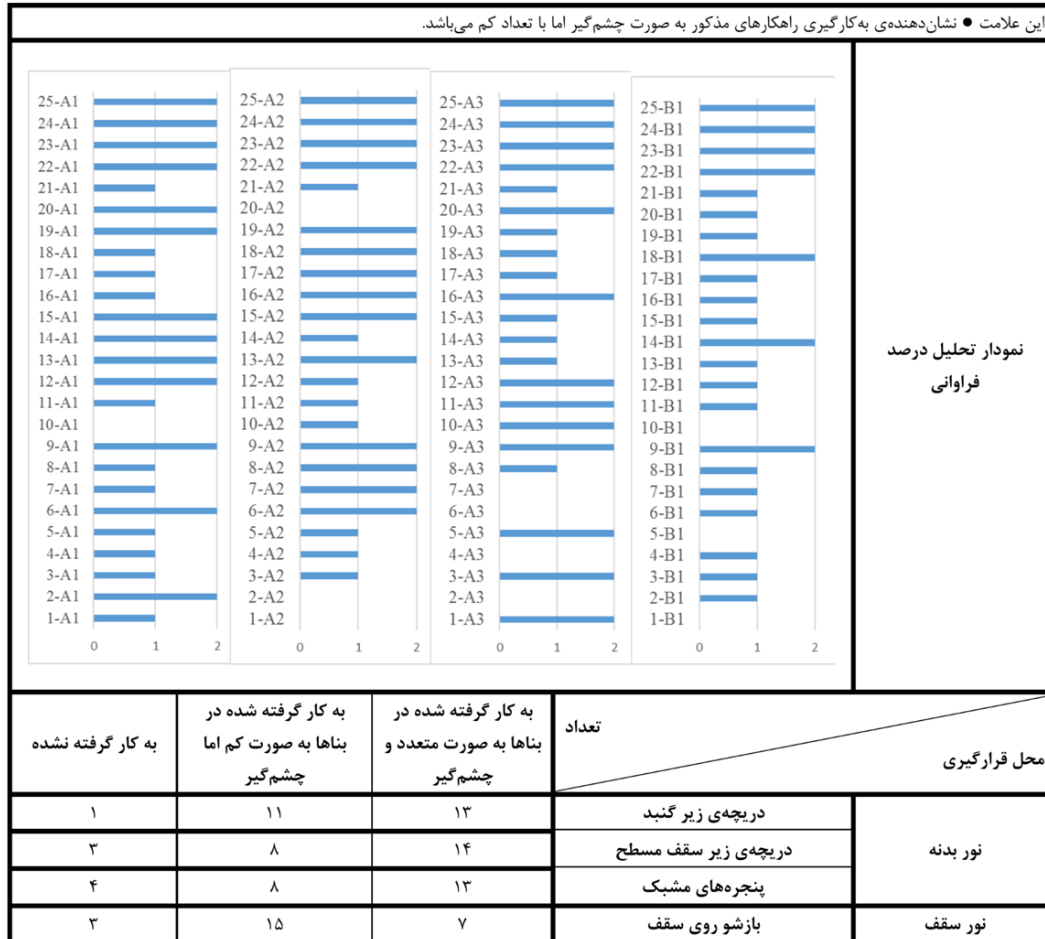 این علامت ● نشان‌دهنده‌ی به‌کارگیری راهکارهای مذکور به صورت چشم‌گیر اما با تعداد کم می‌باشد.
نمودار تحلیل درصد
فراوانی
25-A1
24-A1
23-A1
22-A1
21-A1
20-A1
19-A1
18-A1
17-A1
16-A1
15-A1
14-A1
13-A1
12-A1
11-A1
10-A1
9-A1
8-A1
7-A1
6-A1
5-A1
4-A1
3-A1
2-A1
1-A1
0 1 2
25-A2
24-A2
23-A2
22-A2
21-A2
20-A2
19-A2
18-A2
17-A2
16-A2
15-A2
14-A2
13-A2
12-A2
11-A2
10-A2
9-A2
8-A2
7-A2
6-A2
5-A2
4-A2
3-A2
2-A2
1-A2
0 1 2
25-A3
24-A3
23-A3
22-A3
21-A3
20-A3
19-A3
18-A3
17-A3
16-A3
15-A3
14-A3
13-A3
12-A3
11-A3
10-A3
9-A3
8-A3
7-A3
6-A3
5-A3
4-A3
3-A3
2-A3
1-A3
0 1 2
25-B1
24-B1
23-B1
22-B1
21-B1
20-B1
19-B1
18-B1
17-B1
16-B1
15-B1
14-B1
13-B1
12-B1
11-B1
10-B1
9-B1
8-B1
7-B1
6-B1
5-B1
4-B1
3-B1
2-B1
1-B1
0 1 2
تعداد
محل قرارگیری
به کار گرفته شده در
بناها به صورت متعدد و
چشم‌گیر
به کار گرفته شده در
بناها به صورت کم اما
چشم‌گیر
به کار گرفته نشده
نور بدنه
دریچه‌ی زیر گنبد ۱۳ ۱۱ ۱
دریچه‌ی زیر سقف مسطح ۱۴ ۸ ۳
پنجره‌های مشبک ۱۳ ۸ ۴
نور سقف بازشو روی سقف ۷ ۱۵ ۳